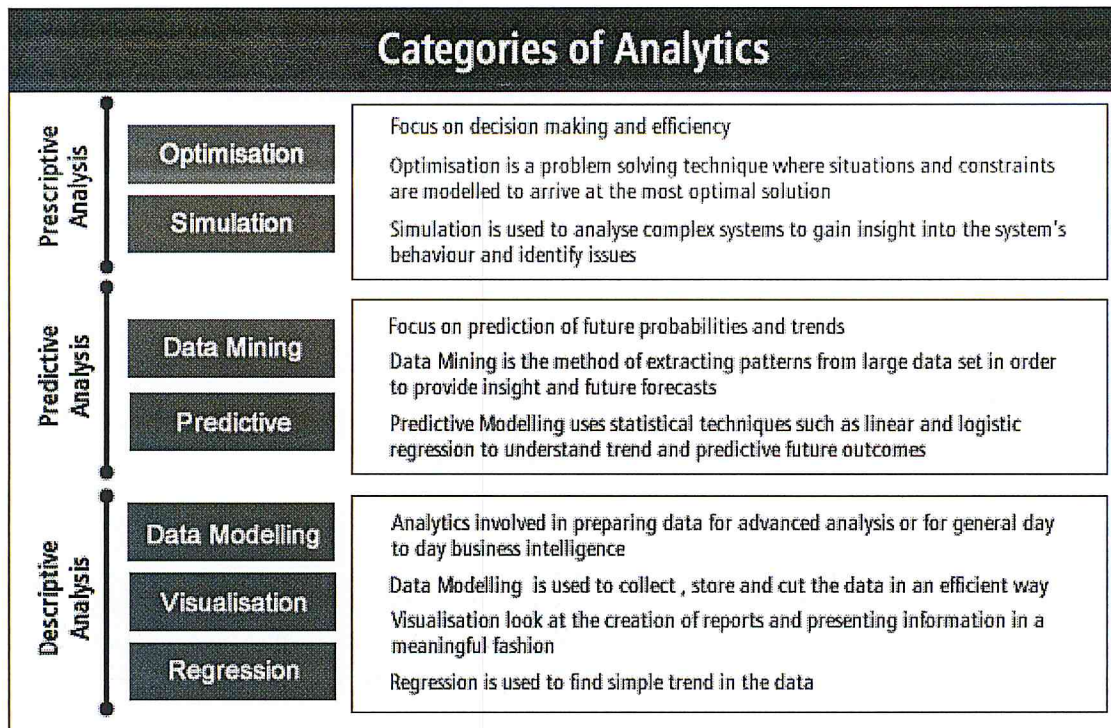 Categories of Analytics
Prescriptive
Analysis
Optimisation
Simulation
Focus on decision making and efficiency
Optimisation is a problem solving technique where situations and constraints
are modelled to arrive at the most optimal solution
Simulation is used to analyse complex systems to gain insight into the system's
behaviour and identify issues
Predictive
Analysis
Data Mining
Predictive
Focus on prediction of future probabilities and trends
Data Mining is the method of extracting patterns from large data set in order
to provide insight and future forecasts
Predictive Modelling uses statistical techniques such as linear and logistic
regression to understand trend and predictive future outcomes
Descriptive
Analysis
Data Modelling
Visualisation
Regression
Analytics involved in preparing data for advanced analysis or for general day
to day business intelligence
Data Modelling is used to collect , store and cut the data in an efficient way
Visualisation look at the creation of reports and presenting information in a
meaningful fashion
Regression is used to find simple trend in the data